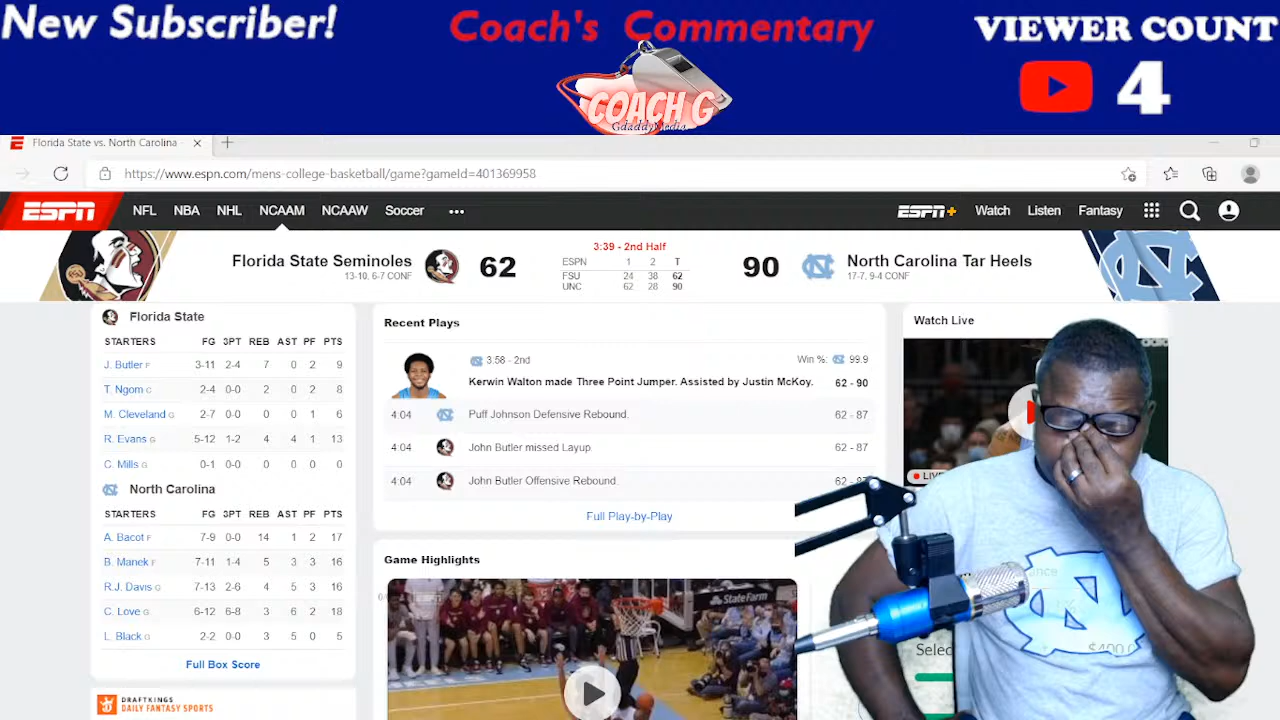 New Subscriber!
Coach's Commentary
VIEWER COUNT
COACH G
GdaddyMedia
4
Florida State vs. North Carolina
https://www.espn.com/mens-college-basketball/game?gameId=401369958
ESPN NFL NBA NHL NCAAM NCAAW Soccer ... ESPN+ Watch Listen Fantasy
3:39 - 2nd Half
Florida State Seminoles 62 90 North Carolina Tar Heels
13-10, 6-7 CONF 17-7, 9-4 CONF
ESPN 1 2 T
FSU 24 38 62
UNC 62 28 90
Florida State
STARTERS FG 3PT REB AST PF PTS
J. Butler F 3-11 2-4 7 0 2 9
T. Ngom C 2-4 0-0 2 0 2 8
M. Cleveland G 2-7 0-0 0 0 1 6
R. Evans G 5-12 1-2 4 4 1 13
C. Mills G 0-1 0-0 0 0 0 0
North Carolina
STARTERS FG 3PT REB AST PF PTS
A. Bacot F 7-9 0-0 14 1 2 17
B. Manek F 7-11 1-4 5 3 3 16
R.J. Davis G 7-13 2-6 4 5 3 16
C. Love G 6-12 6-8 3 6 2 18
L. Black G 2-2 0-0 3 5 0 5
Full Box Score
DRAFTKINGS
DAILY FANTASY SPORTS
Recent Plays
3:58 - 2nd Win %: 99.9
Kerwin Walton made Three Point Jumper. Assisted by Justin McKoy. 62 - 90
4:04 Puff Johnson Defensive Rebound. 62 - 87
4:04 John Butler missed Layup. 62 - 87
4:04 John Butler Offensive Rebound. 62 - 87
Full Play-by-Play
Game Highlights
State Farm
Watch Live
LIV
Selec
$400.0